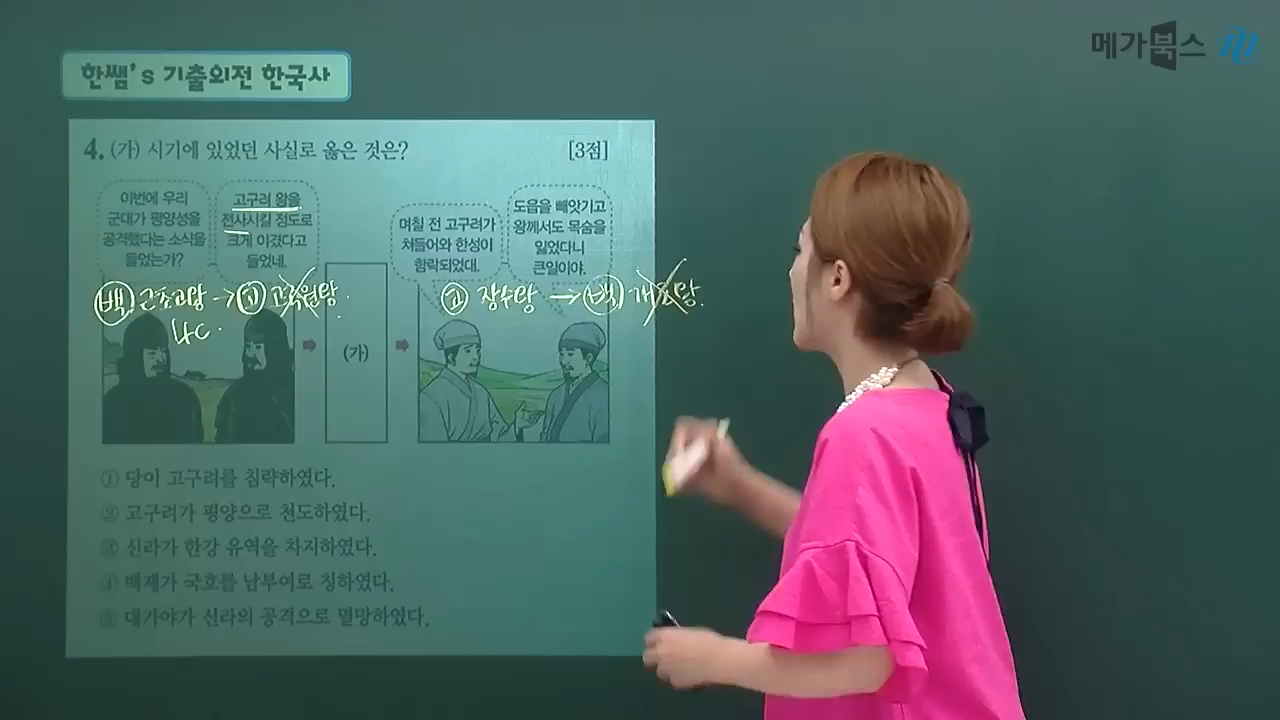 메가북스
한쌤's 기출외전 한국사
4. (가) 시기에 있었던 사실로 옳은 것은? [3점]
이번에 우리
군대가 평양성을
공격했다는 소식을
들었는가?
고구려 왕을
전사시킬 정도로
크게 이겼다고
들었네.
며칠 전 고구려가
쳐들어와 한성이
함락되었대.
도읍을 빼앗기고
왕께서도 목숨을
잃었다니
큰일이야.
백 근초고왕 → 고 고국원왕.
4C.
고 장수왕 → 백 개로왕.
(가)
① 당이 고구려를 침략하였다.
② 고구려가 평양으로 천도하였다.
③ 신라가 한강 유역을 차지하였다.
④ 백제가 국호를 남부여로 칭하였다.
⑤ 대가야가 신라의 공격으로 멸망하였다.